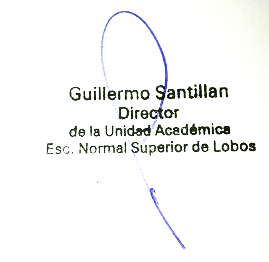 Guillermo Santillan
Director
de la Unidad Académica
Esc. Normal Superior de Lobos